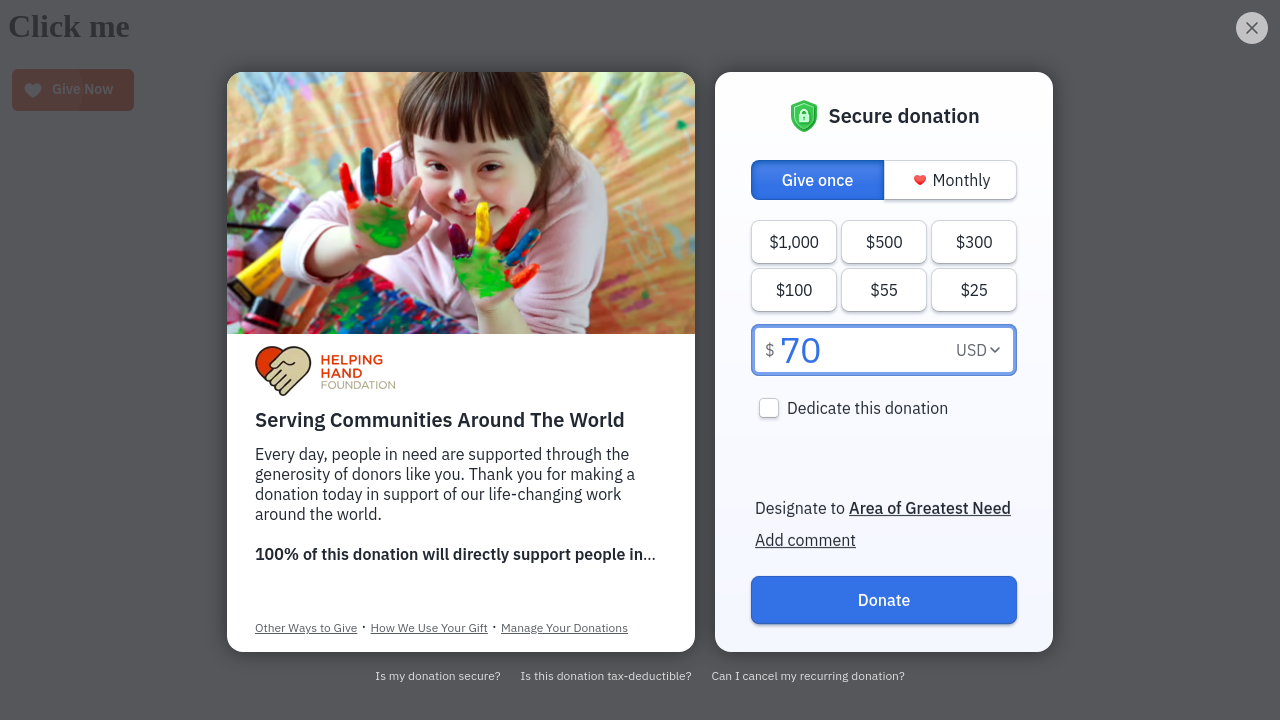 Click me
Give Now
HELPING
HAND
FOUNDATION
Serving Communities Around The World
Every day, people in need are supported through the
generosity of donors like you. Thank you for making a
donation today in support of our life-changing work
around the world.
100% of this donation will directly support people in...
Other Ways to Give • How We Use Your Gift • Manage Your Donations
Secure donation
Give once
Monthly
$1,000 $500 $300
$100 $55 $25
$ 70 USD
Dedicate this donation
Designate to Area of Greatest Need
Add comment
Donate
Is my donation secure? Is this donation tax-deductible? Can I cancel my recurring donation?